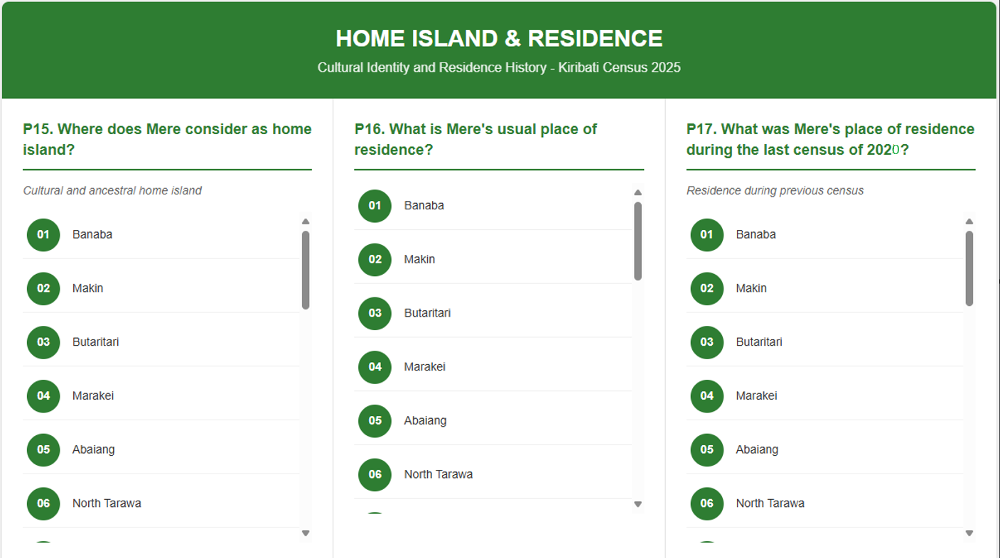 HOME ISLAND & RESIDENCE
Cultural Identity and Residence History - Kiribati Census 2025
P15. Where does Mere consider as home
island?
Cultural and ancestral home island
01 Banaba
02 Makin
03 Butaritari
04 Marakei
05 Abaiang
06 North Tarawa
P16. What is Mere's usual place of
residence?
01 Banaba
02 Makin
03 Butaritari
04 Marakei
05 Abaiang
06 North Tarawa
P17. What was Mere's place of residence
during the last census of 2020?
Residence during previous census
01 Banaba
02 Makin
03 Butaritari
04 Marakei
05 Abaiang
06 North Tarawa